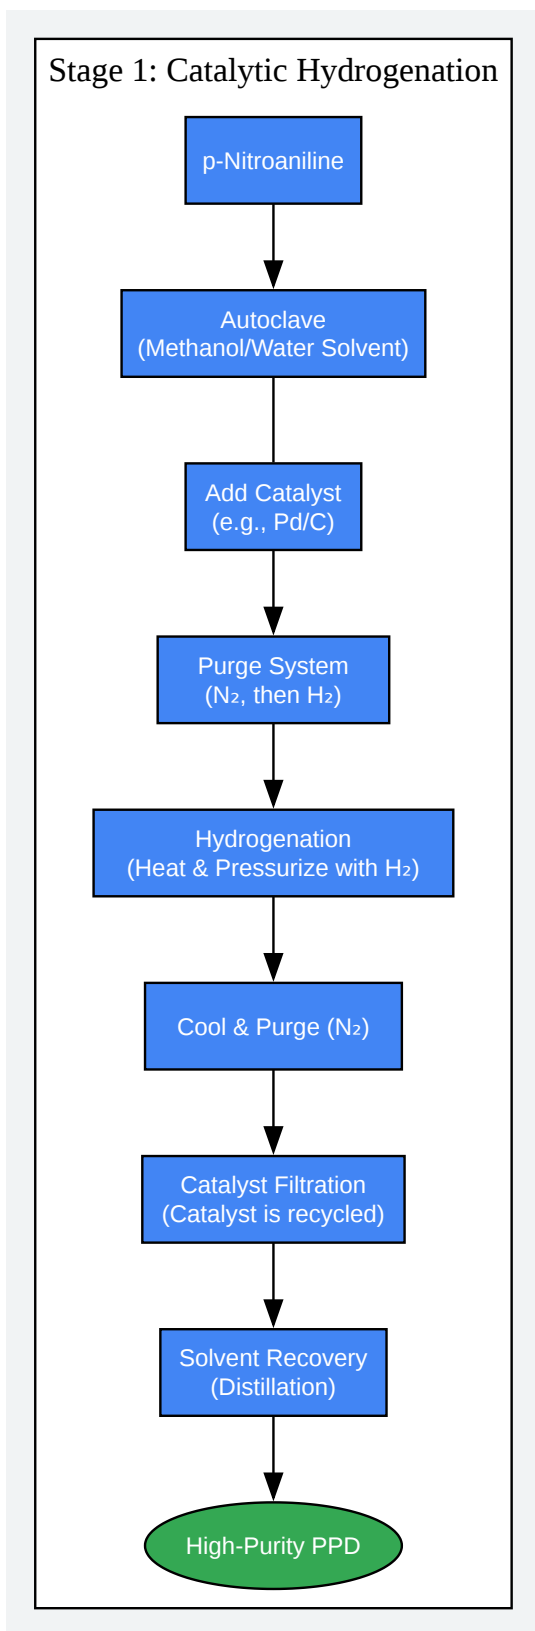 Stage 1: Catalytic Hydrogenation
p-Nitroaniline
Autoclave
(Methanol/Water Solvent)
Add Catalyst
(e.g., Pd/C)
Purge System
(N₂, then H₂)
Hydrogenation
(Heat & Pressurize with H₂)
Cool & Purge (N₂)
Catalyst Filtration
(Catalyst is recycled)
Solvent Recovery
(Distillation)
High-Purity PPD